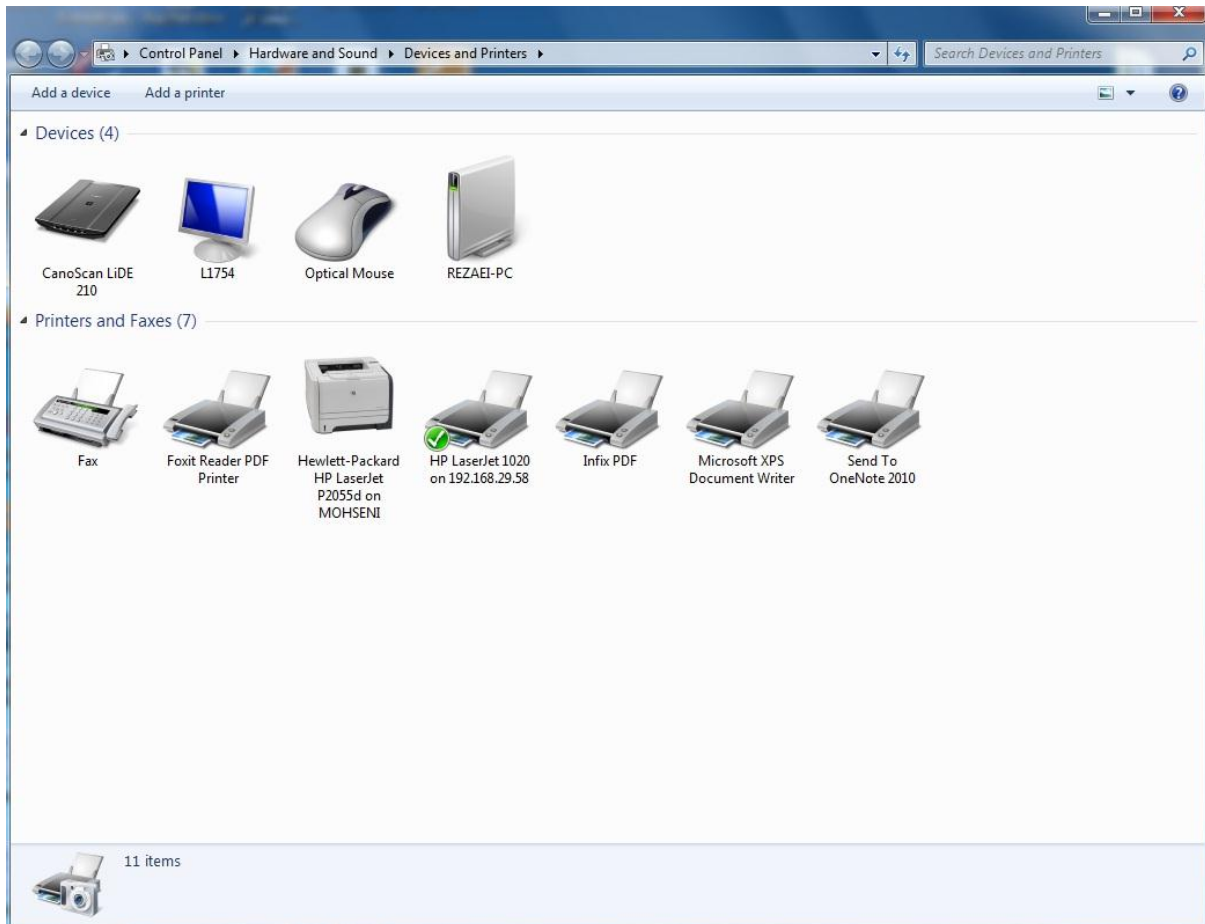 Control Panel Hardware and Sound Devices and Printers
Search Devices and Printers
Add a device Add a printer
Devices (4)
CanoScan LiDE
210
L1754
Optical Mouse
REZAEI-PC
Printers and Faxes (7)
Fax
Foxit Reader PDF
Printer
Hewlett-Packard
HP LaserJet
P2055d on
MOHSENI
HP LaserJet 1020
on 192.168.29.58
Infix PDF
Microsoft XPS
Document Writer
Send To
OneNote 2010
11 items